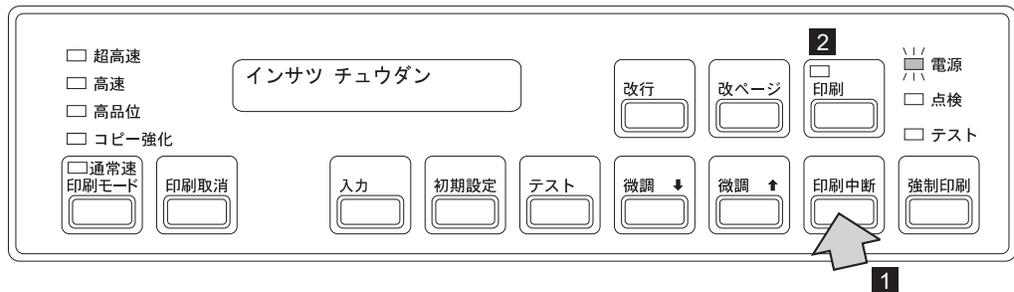 2
超高速
高速
高品位
コピー強化
インサツ チュウダン
改行
改ページ
印刷
電源
点検
テスト
通常速
印刷モード
印刷取消
入力
初期設定
テスト
微調 ⬇
微調 ⬆
印刷中断
強制印刷
1